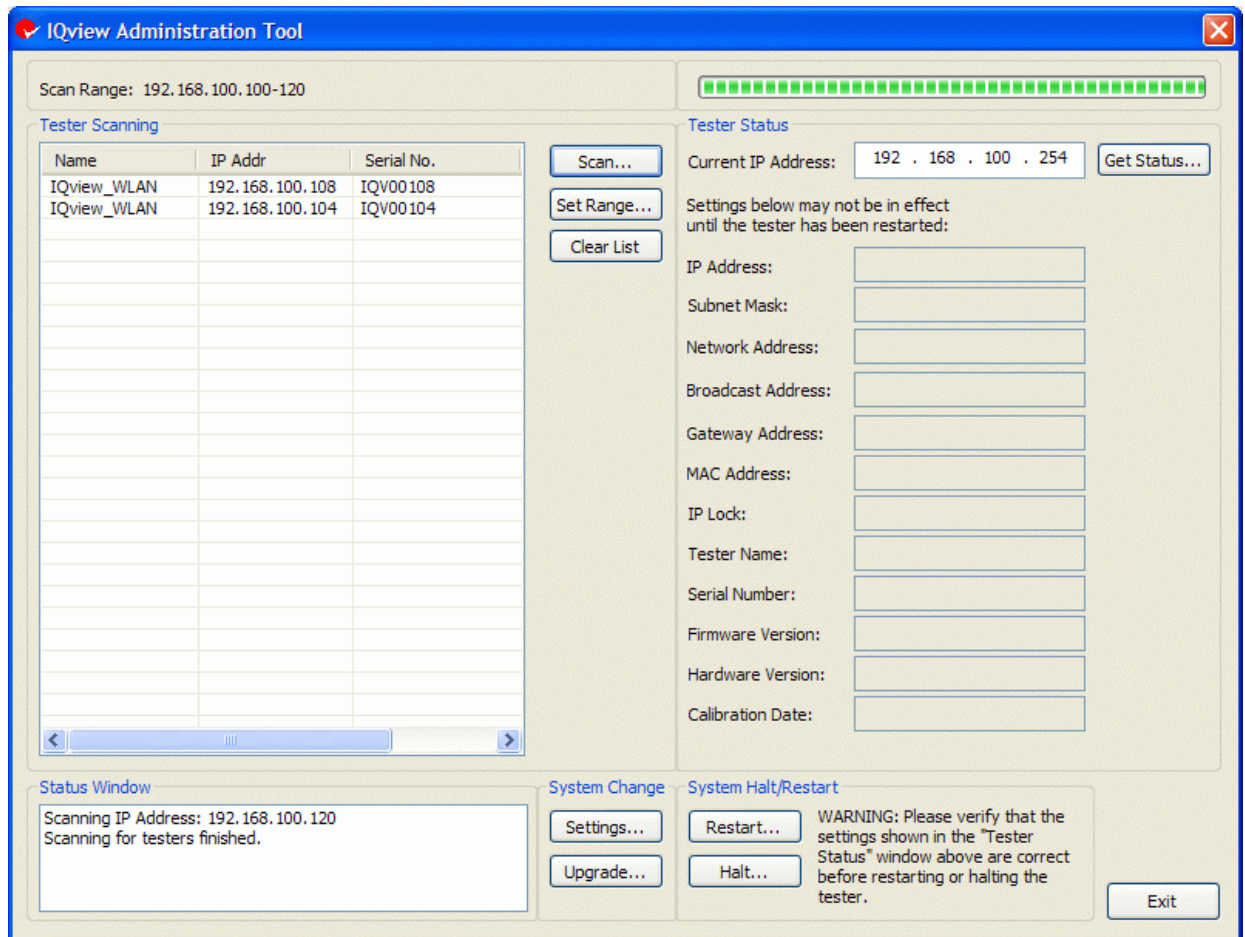 IQview Administration Tool
Scan Range: 192.168.100.100-120
Tester Scanning
Name IP Addr Serial No.
IQview_WLAN 192.168.100.108 IQV00108
IQview_WLAN 192.168.100.104 IQV00104
Scan...
Set Range...
Clear List
Tester Status
Current IP Address: 192 . 168 . 100 . 254 Get Status...
Settings below may not be in effect
until the tester has been restarted:
IP Address:
Subnet Mask:
Network Address:
Broadcast Address:
Gateway Address:
MAC Address:
IP Lock:
Tester Name:
Serial Number:
Firmware Version:
Hardware Version:
Calibration Date:
Status Window
Scanning IP Address: 192.168.100.120
Scanning for testers finished.
System Change
Settings...
Upgrade...
System Halt/Restart
Restart...
Halt...
WARNING: Please verify that the
settings shown in the "Tester
Status" window above are correct
before restarting or halting the
tester.
Exit